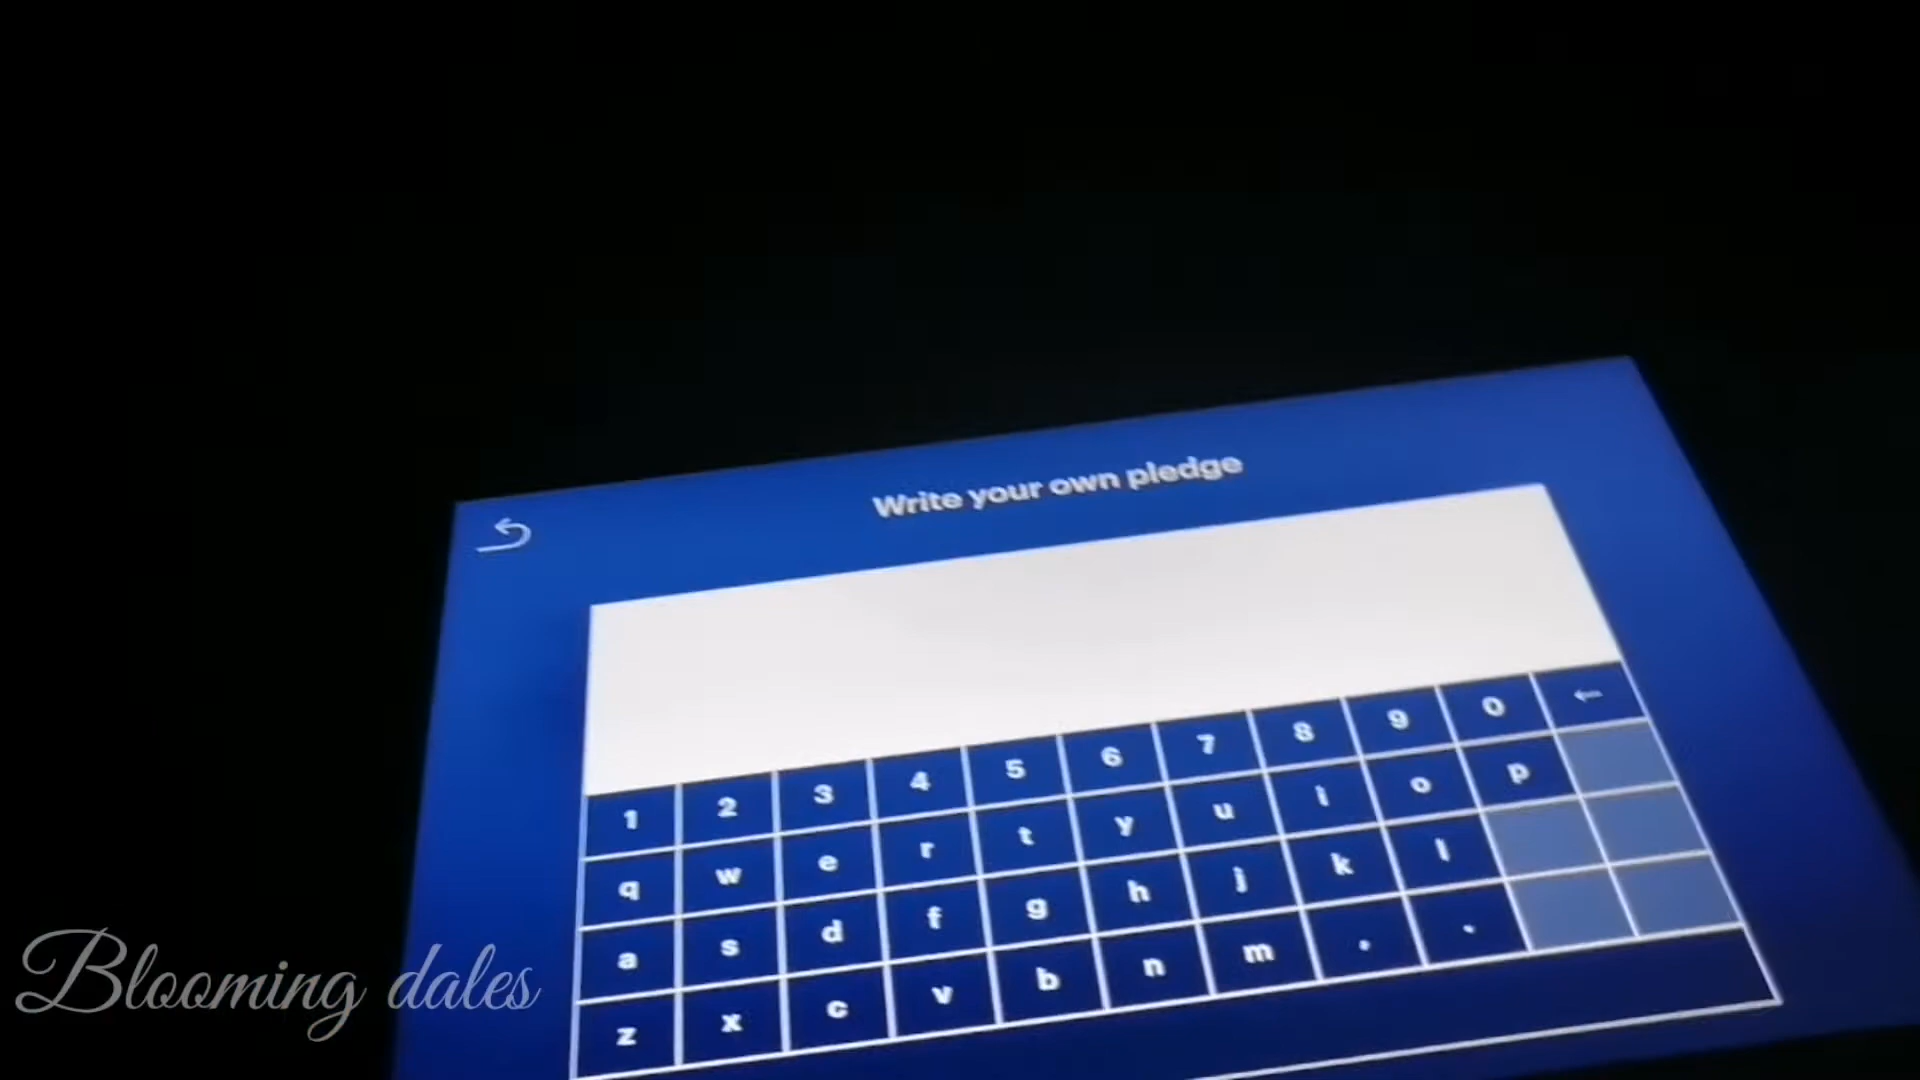 Write your own pledge
1 2 3 4 5 6 7 8 9 0 ←
q w e r t y u i o p
a s d f g h j k l
z x c v b n m . ,
Blooming dales